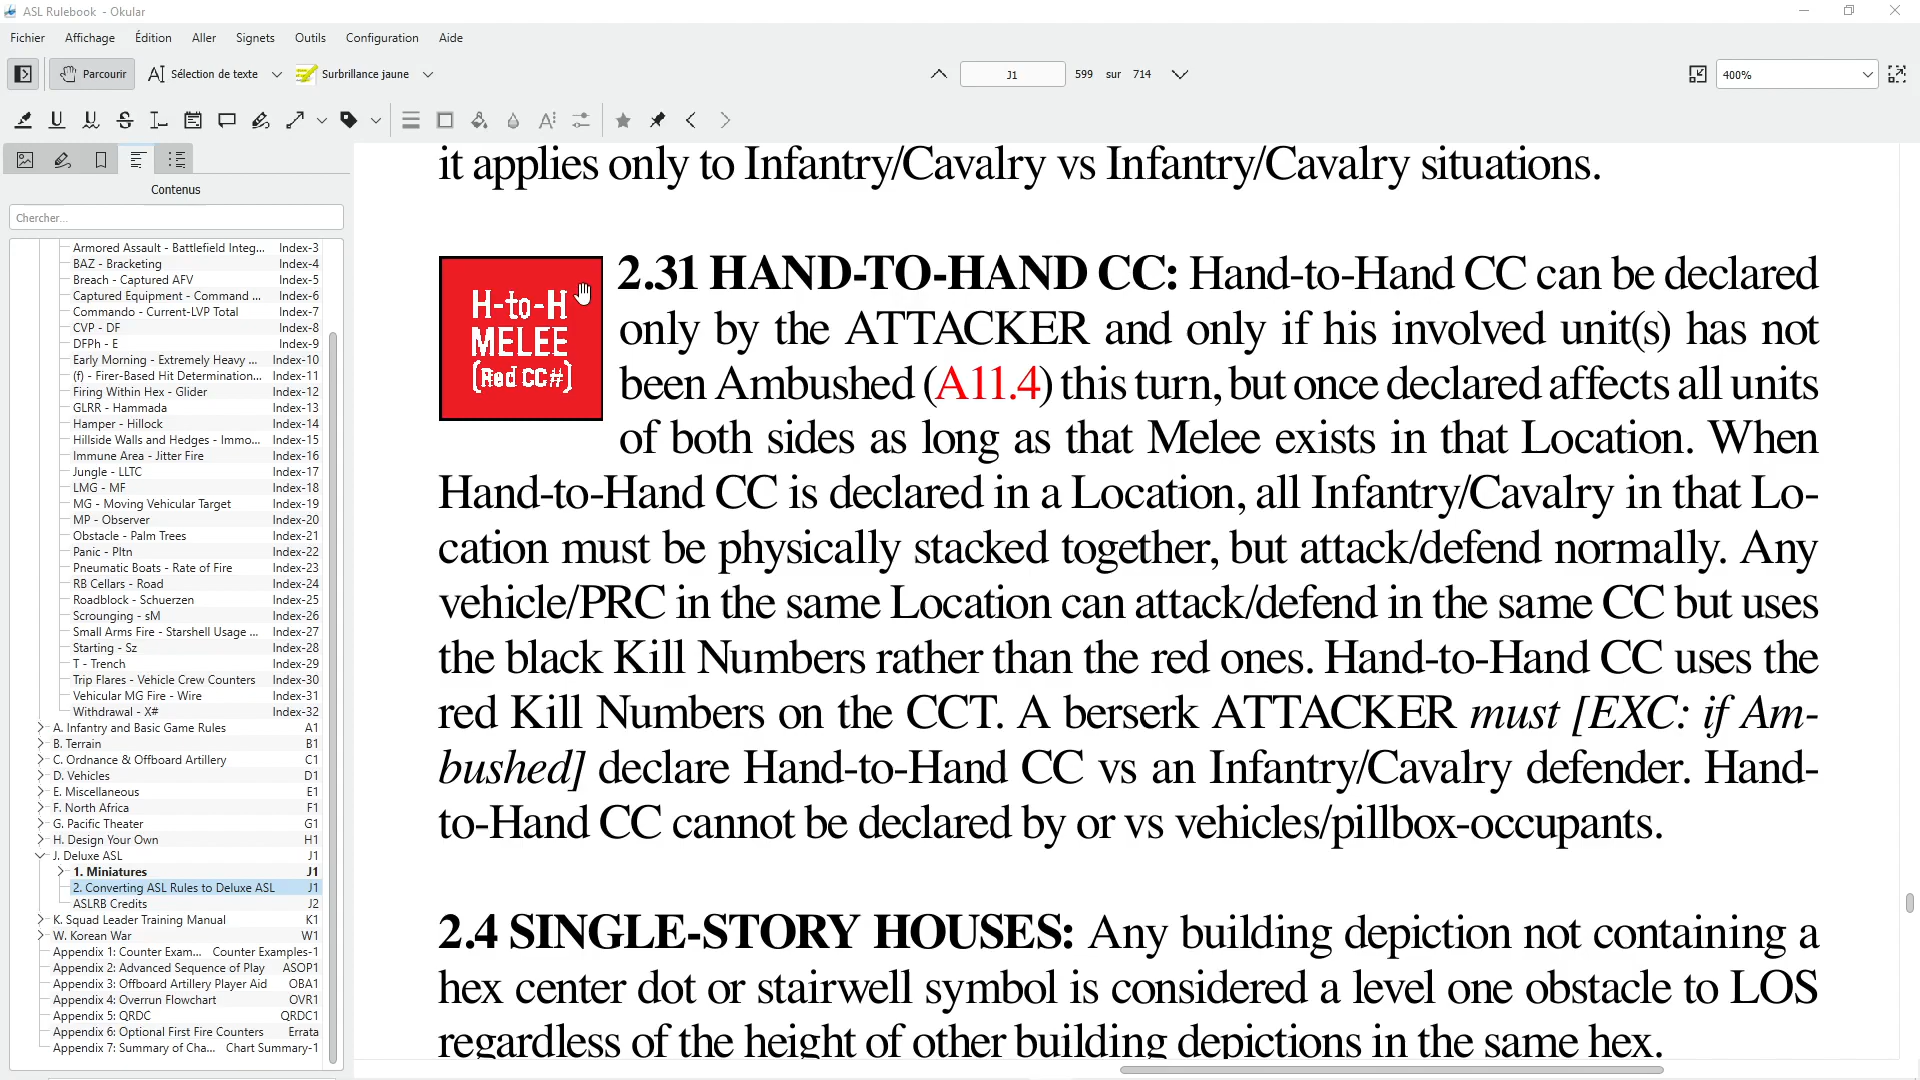 ASL Rulebook - Okular
Fichier Affichage Édition Aller Signets Outils Configuration Aide
Parcourir Sélection de texte Surbrillance jaune J1 599 sur 714 400%
Contenus
Chercher...
Armored Assault - Battlefield Integ... Index-3
BAZ - Bracketing Index-4
Breach - Captured AFV Index-5
Captured Equipment - Command ... Index-6
Commando - Current-LVP Total Index-7
CVP - DF Index-8
DFPh - E Index-9
Early Morning - Extremely Heavy ... Index-10
(f) - Firer-Based Hit Determination... Index-11
Firing Within Hex - Glider Index-12
GLRR - Hammada Index-13
Hamper - Hillock Index-14
Hillside Walls and Hedges - Immo... Index-15
Immune Area - Jitter Fire Index-16
Jungle - LLTC Index-17
LMG - MF Index-18
MG - Moving Vehicular Target Index-19
MP - Observer Index-20
Obstacle - Palm Trees Index-21
Panic - Pltn Index-22
Pneumatic Boats - Rate of Fire Index-23
RB Cellars - Road Index-24
Roadblock - Schuerzen Index-25
Scrounging - sM Index-26
Small Arms Fire - Starshell Usage ... Index-27
Starting - Sz Index-28
T - Trench Index-29
Trip Flares - Vehicle Crew Counters Index-30
Vehicular MG Fire - Wire Index-31
Withdrawal - X# Index-32
A. Infantry and Basic Game Rules A1
B. Terrain B1
C. Ordnance & Offboard Artillery C1
D. Vehicles D1
E. Miscellaneous E1
F. North Africa F1
G. Pacific Theater G1
H. Design Your Own H1
J. Deluxe ASL J1
1. Miniatures J1
2. Converting ASL Rules to Deluxe ASL J1
ASLRB Credits J2
K. Squad Leader Training Manual K1
W. Korean War W1
Appendix 1: Counter Exam... Counter Examples-1
Appendix 2: Advanced Sequence of Play ASOP1
Appendix 3: Offboard Artillery Player Aid OBA1
Appendix 4: Overrun Flowchart OVR1
Appendix 5: QRDC QRDC1
Appendix 6: Optional First Fire Counters Errata
Appendix 7: Summary of Cha... Chart Summary-1
it applies only to Infantry/Cavalry vs Infantry/Cavalry situations.
H-to-H
MELEE
(Red CC#)
2.31 HAND-TO-HAND CC: Hand-to-Hand CC can be declared
only by the ATTACKER and only if his involved unit(s) has not
been Ambushed (A11.4) this turn, but once declared affects all units
of both sides as long as that Melee exists in that Location. When
Hand-to-Hand CC is declared in a Location, all Infantry/Cavalry in that Lo-
cation must be physically stacked together, but attack/defend normally. Any
vehicle/PRC in the same Location can attack/defend in the same CC but uses
the black Kill Numbers rather than the red ones. Hand-to-Hand CC uses the
red Kill Numbers on the CCT. A berserk ATTACKER must [EXC: if Am-
bushed] declare Hand-to-Hand CC vs an Infantry/Cavalry defender. Hand-
to-Hand CC cannot be declared by or vs vehicles/pillbox-occupants.
2.4 SINGLE-STORY HOUSES: Any building depiction not containing a
hex center dot or stairwell symbol is considered a level one obstacle to LOS
regardless of the height of other building depictions in the same hex.